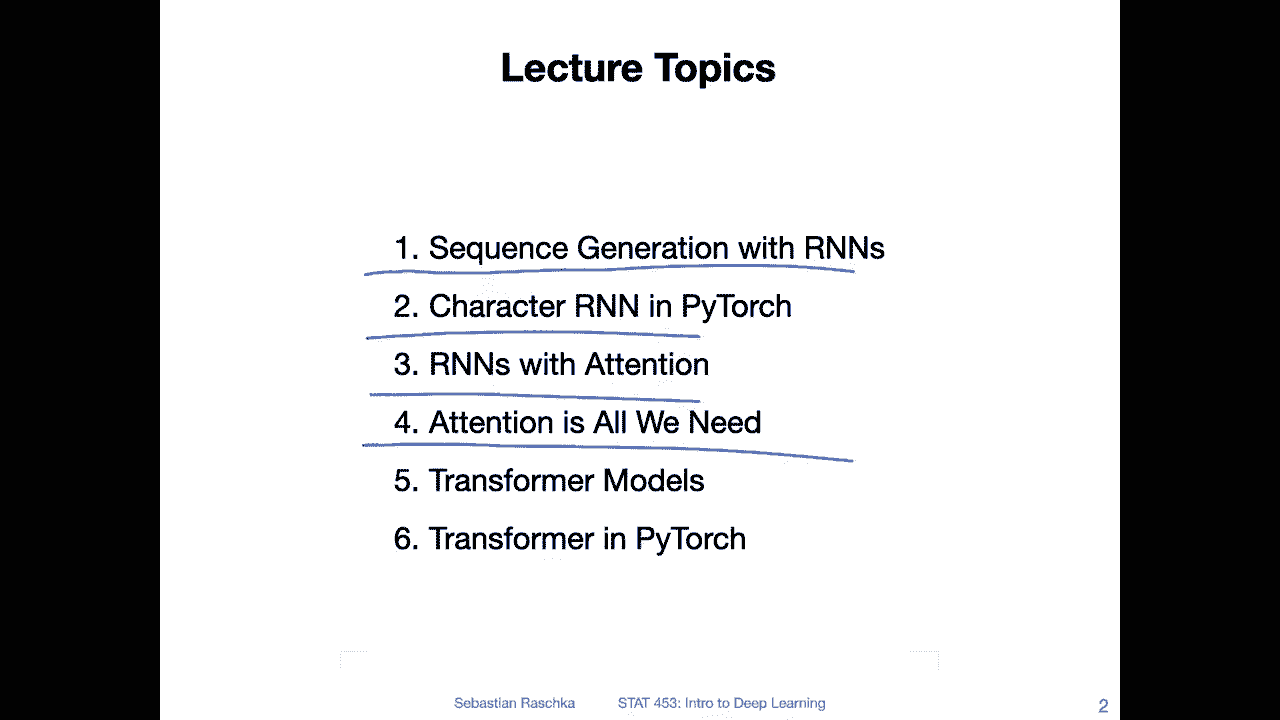 Lecture Topics
1. Sequence Generation with RNNs
2. Character RNN in PyTorch
3. RNNs with Attention
4. Attention is All We Need
5. Transformer Models
6. Transformer in PyTorch
Sebastian Raschka STAT 453: Intro to Deep Learning 2